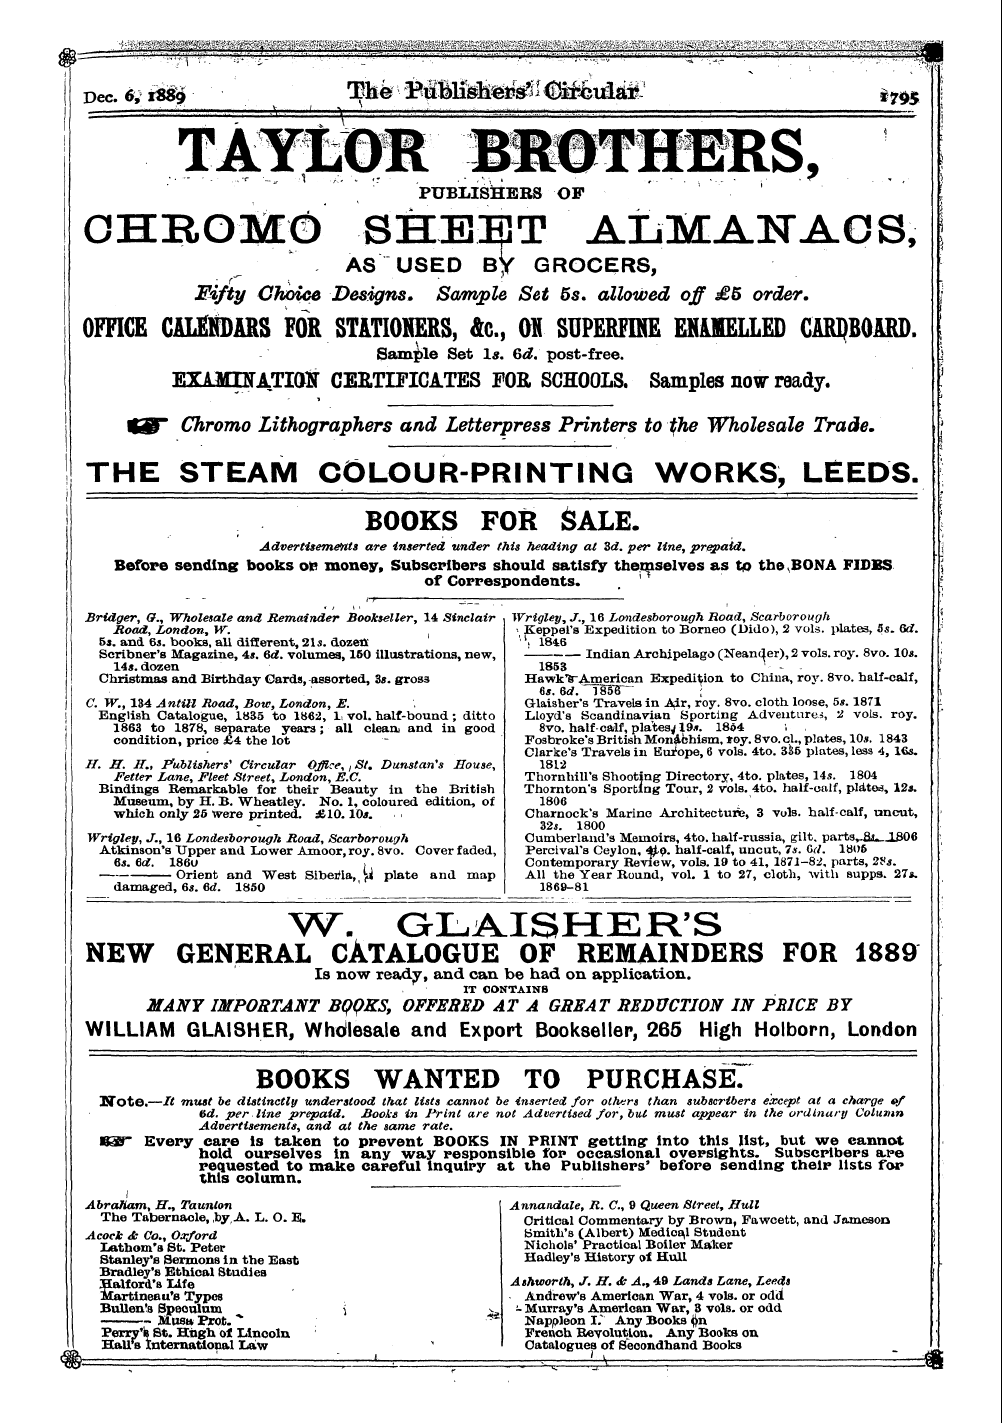 Dec. 6, 1889
The Publishers' Circular
1795
TAYLOR BROTHERS,
PUBLISHERS OF
CHROMO SHEET ALMANACS,
AS USED BY GROCERS,
Fifty Choice Designs. Sample Set 5s. allowed off £5 order.
OFFICE CALENDARS FOR STATIONERS, &c., ON SUPERFINE ENAMELLED CARDBOARD.
Sample Set 1s. 6d. post-free.
EXAMINATION CERTIFICATES FOR SCHOOLS. Samples now ready.
☛ Chromo Lithographers and Letterpress Printers to the Wholesale Trade.
THE STEAM COLOUR-PRINTING WORKS, LEEDS.
BOOKS FOR SALE.
Advertisements are inserted under this heading at 3d. per line, prepaid.
Before sending books or money, Subscribers should satisfy themselves as to the BONA FIDES
of Correspondents.
Bridger, G., Wholesale and Remainder Bookseller, 14 Sinclair
Road, London, W.
5s. and 6s. books, all different, 21s. dozen
Scribner's Magazine, 4s. 6d. volumes, 150 illustrations, new,
14s. dozen
Christmas and Birthday Cards, assorted, 3s. gross
C. W., 134 Antill Road, Bow, London, E.
English Catalogue, 1835 to 1862, 1 vol. half-bound; ditto
1863 to 1878, separate years; all clean and in good
condition, price £4 the lot
H. H. H., Publishers' Circular Office, St. Dunstan's House,
Fetter Lane, Fleet Street, London, E.C.
Bindings Remarkable for their Beauty in the British
Museum, by H. B. Wheatley. No. 1, coloured edition, of
which only 25 were printed. £10. 10s.
Wrigley, J., 16 Londesborough Road, Scarborough
Atkinson's Upper and Lower Amoor, roy. 8vo. Cover faded,
6s. 6d. 1860
——— Orient and West Siberia, plate and map
damaged, 6s. 6d. 1850
Wrigley, J., 16 Londesborough Road, Scarborough
Keppel's Expedition to Borneo (Dido), 2 vols. plates, 5s. 6d.
1846
——— Indian Archipelago (Neander), 2 vols. roy. 8vo. 10s.
1853
Hawk's American Expedition to China, roy. 8vo. half-calf,
6s. 6d. 1856
Glaisher's Travels in Air, roy. 8vo. cloth loose, 5s. 1871
Lloyd's Scandinavian Sporting Adventures, 2 vols. roy.
8vo. half-calf, plates, 19s. 1854
Fosbroke's British Monachism, roy. 8vo. cl., plates, 10s. 1843
Clarke's Travels in Europe, 6 vols. 4to. 335 plates, less 4, 16s.
1812
Thornhill's Shooting Directory, 4to. plates, 14s. 1804
Thornton's Sporting Tour, 2 vols. 4to. half-calf, plates, 12s.
1806
Charnock's Marine Architecture, 3 vols. half-calf, uncut,
32s. 1800
Cumberland's Memoirs, 4to. half-russia, gilt. parts, 8s. 1806
Percival's Ceylon, 4to. half-calf, uncut, 7s. 6d. 1805
Contemporary Review, vols. 19 to 41, 1871-82, parts, 28s.
All the Year Round, vol. 1 to 27, cloth, with supps. 27s.
1869-81
W. GLAISHER'S
NEW GENERAL CATALOGUE OF REMAINDERS FOR 1889
Is now ready, and can be had on application.
IT CONTAINS
MANY IMPORTANT BOOKS, OFFERED AT A GREAT REDUCTION IN PRICE BY
WILLIAM GLAISHER, Wholesale and Export Bookseller, 265 High Holborn, London
BOOKS WANTED TO PURCHASE.
Note.—It must be distinctly understood that lists cannot be inserted for others than subscribers except at a charge of
6d. per line prepaid. Books in Print are not Advertised for, but must appear in the ordinary Column
Advertisements, and at the same rate.
☛ Every care is taken to prevent BOOKS IN PRINT getting into this list, but we cannot
hold ourselves in any way responsible for occasional oversights. Subscribers are
requested to make careful inquiry at the Publishers' before sending their lists for
this column.
Abraham, H., Taunton
The Tabernacle, by A. L. O. E.
Acock & Co., Oxford
Lathom's St. Peter
Stanley's Sermons in the East
Bradley's Ethical Studies
Halford's Life
Martineau's Types
Bullen's Speculum
——— Musæ Prot.
Perry's St. Hugh of Lincoln
Hall's International Law
Annandale, R. C., 9 Queen Street, Hull
Critical Commentary by Brown, Fawcett, and Jameson
Smith's (Albert) Medical Student
Nichols' Practical Boiler Maker
Hadley's History of Hull
Ashworth, J. H. & A., 49 Lands Lane, Leeds
Andrew's American War, 4 vols. or odd
Murray's American War, 3 vols. or odd
Napoleon I. Any Books on
French Revolution. Any Books on
Catalogues of Secondhand Books